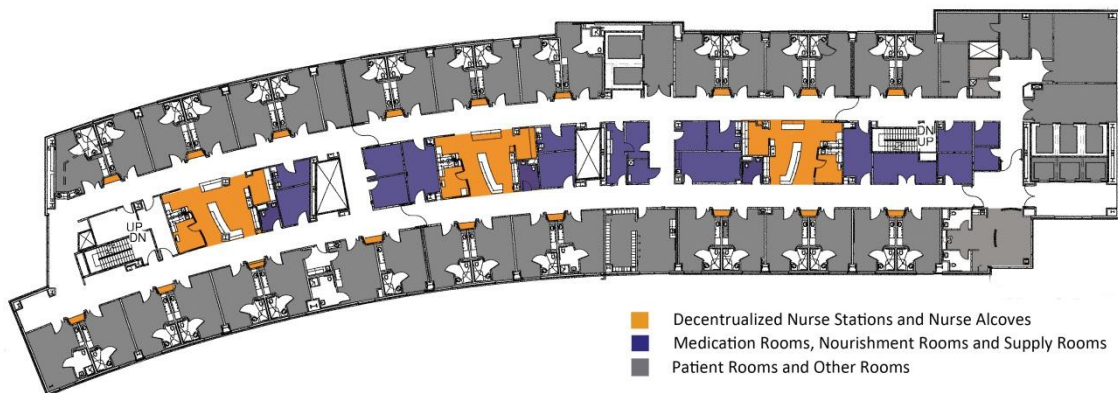 DN
UP
UP
DN
Decentrualized Nurse Stations and Nurse Alcoves
Medication Rooms, Nourishment Rooms and Supply Rooms
Patient Rooms and Other Rooms